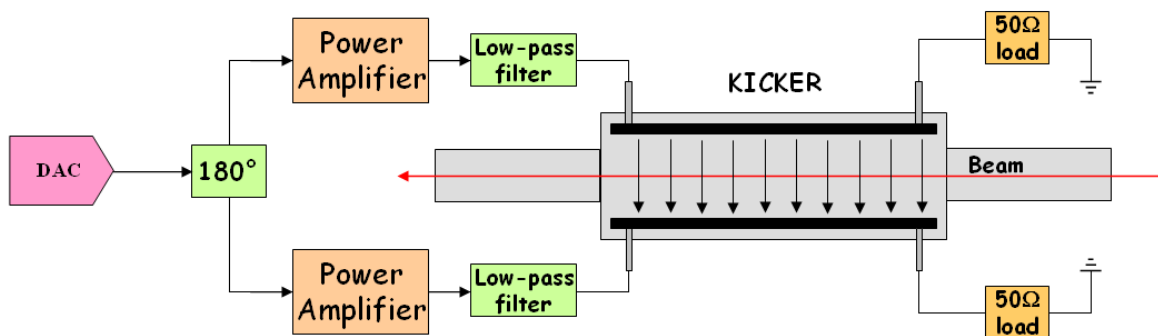 DAC
180°
Power
Amplifier
Low-pass
filter
KICKER
50Ω
load
Beam
Power
Amplifier
Low-pass
filter
50Ω
load